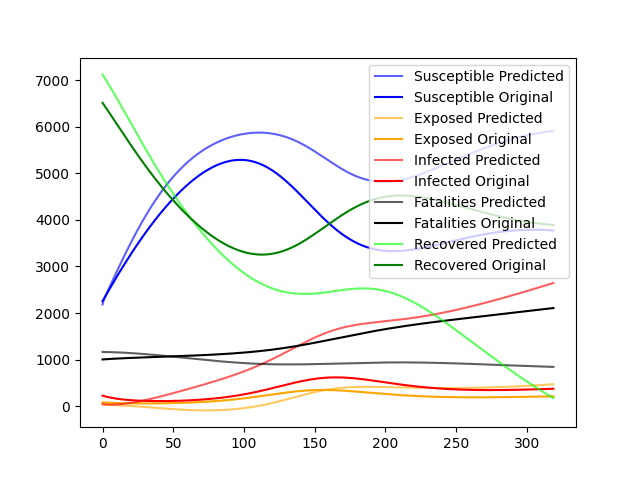 7000
6000
5000
4000
3000
2000
1000
0
0 50 100 150 200 250 300
Susceptible Predicted
Susceptible Original
Exposed Predicted
Exposed Original
Infected Predicted
Infected Original
Fatalities Predicted
Fatalities Original
Recovered Predicted
Recovered Original